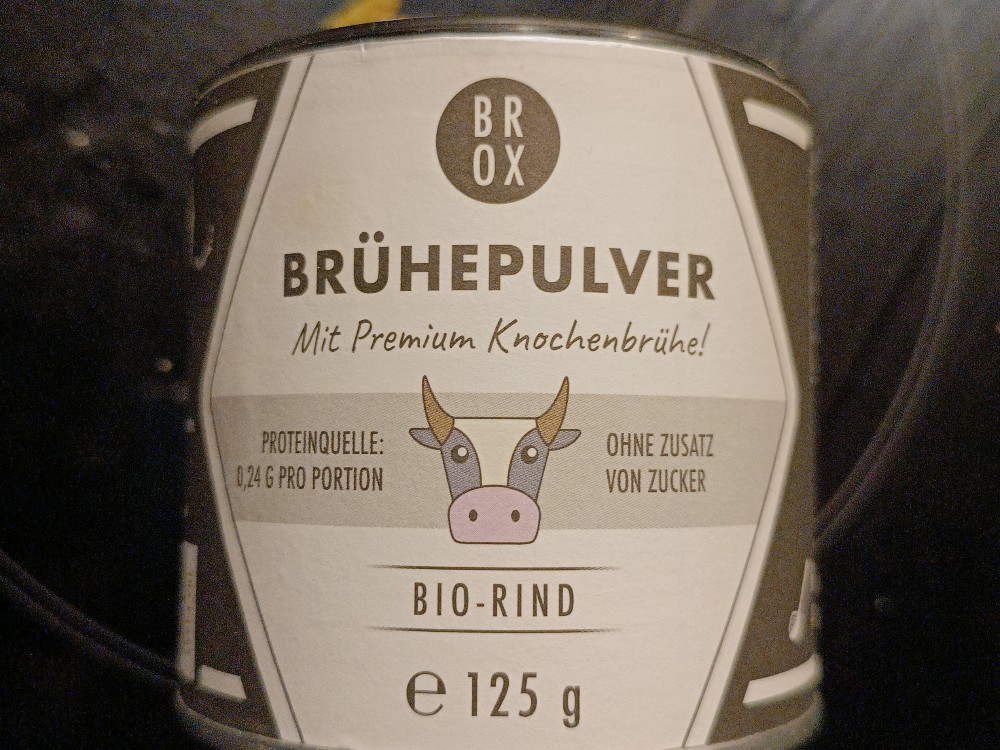 BR
OX
BRÜHEPULVER
Mit Premium Knochenbrühe!
PROTEINQUELLE:
0,24 G PRO PORTION
OHNE ZUSATZ
VON ZUCKER
BIO-RIND
℮ 125 g